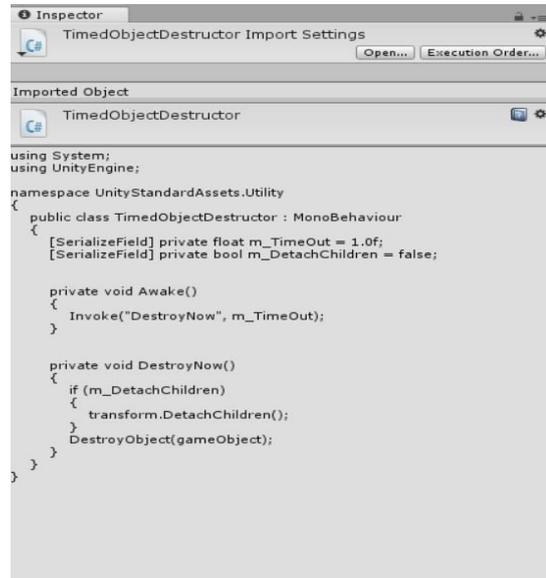 Inspector
TimedObjectDestructor Import Settings
Open... Execution Order...
Imported Object
TimedObjectDestructor
using System;
using UnityEngine;
namespace UnityStandardAssets.Utility
{
public class TimedObjectDestructor : MonoBehaviour
{
[SerializeField] private float m_TimeOut = 1.0f;
[SerializeField] private bool m_DetachChildren = false;
private void Awake()
{
Invoke("DestroyNow", m_TimeOut);
}
private void DestroyNow()
{
if (m_DetachChildren)
{
transform.DetachChildren();
}
DestroyObject(gameObject);
}
}
}